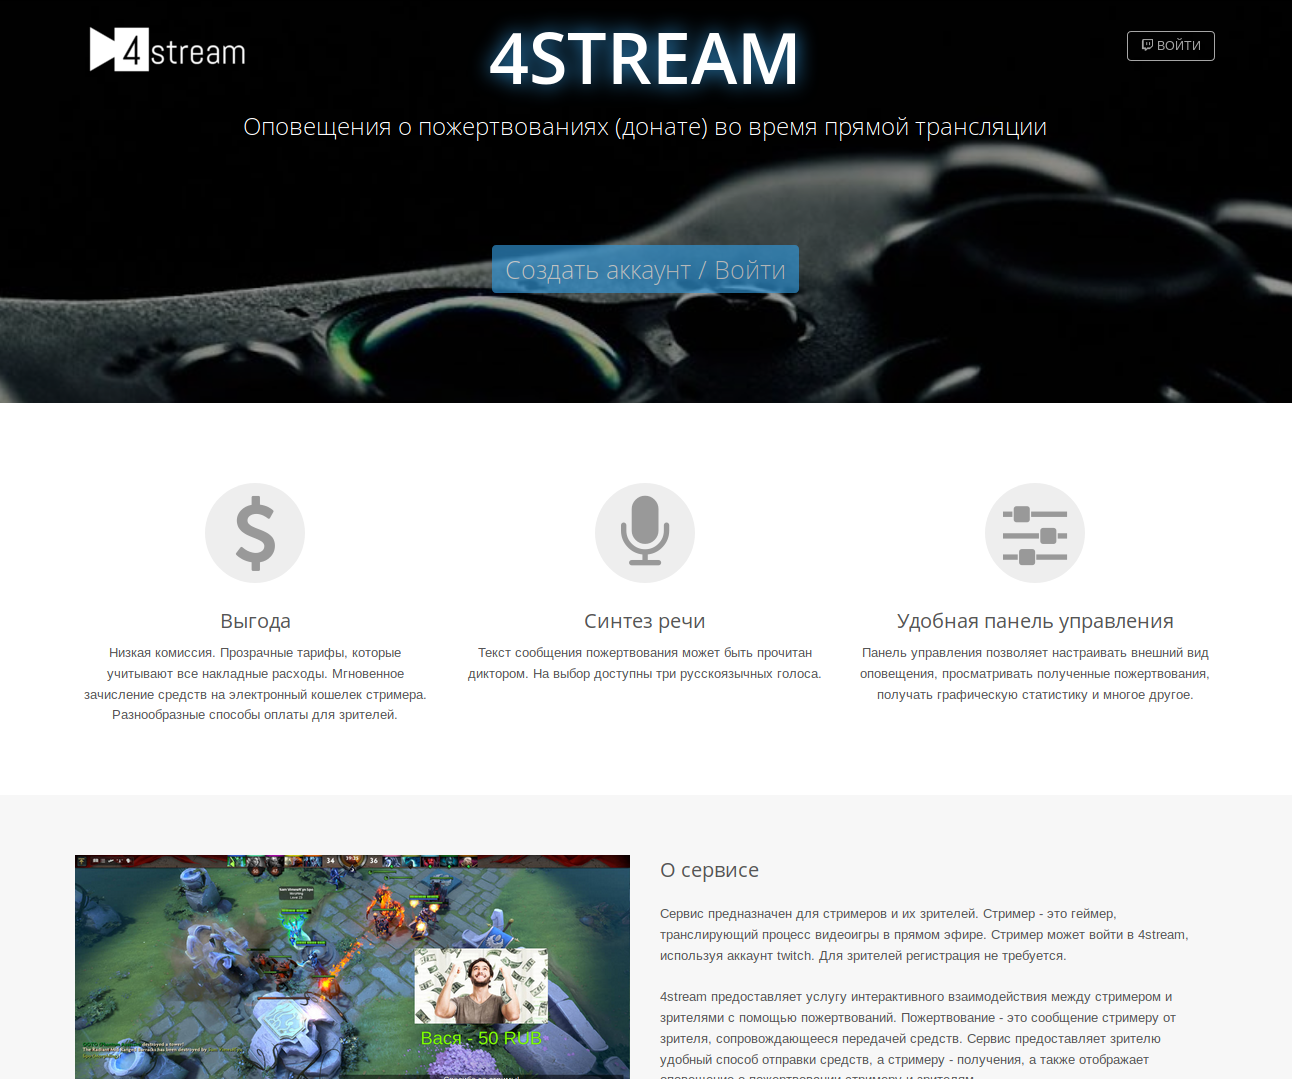 4stream
4STREAM
ВОЙТИ
Оповещения о пожертвованиях (донате) во время прямой трансляции
Создать аккаунт / Войти
Выгода
Низкая комиссия. Прозрачные тарифы, которые
учитывают все накладные расходы. Мгновенное
зачисление средств на электронный кошелек стримера.
Разнообразные способы оплаты для зрителей.
Синтез речи
Текст сообщения пожертвования может быть прочитан
диктором. На выбор доступны три русскоязычных голоса.
Удобная панель управления
Панель управления позволяет настраивать внешний вид
оповещения, просматривать полученные пожертвования,
получать графическую статистику и многое другое.
34
36
Вася - 50 RUB
О сервисе
Сервис предназначен для стримеров и их зрителей. Стример - это геймер,
транслирующий процесс видеоигры в прямом эфире. Стример может войти в 4stream,
используя аккаунт twitch. Для зрителей регистрация не требуется.
4stream предоставляет услугу интерактивного взаимодействия между стримером и
зрителями с помощью пожертвований. Пожертвование - это сообщение стримеру от
зрителя, сопровождающееся передачей средств. Сервис предоставляет зрителю
удобный способ отправки средств, а стримеру - получения, а также отображает
оповещение о пожертвовании стримеру и зрителям.